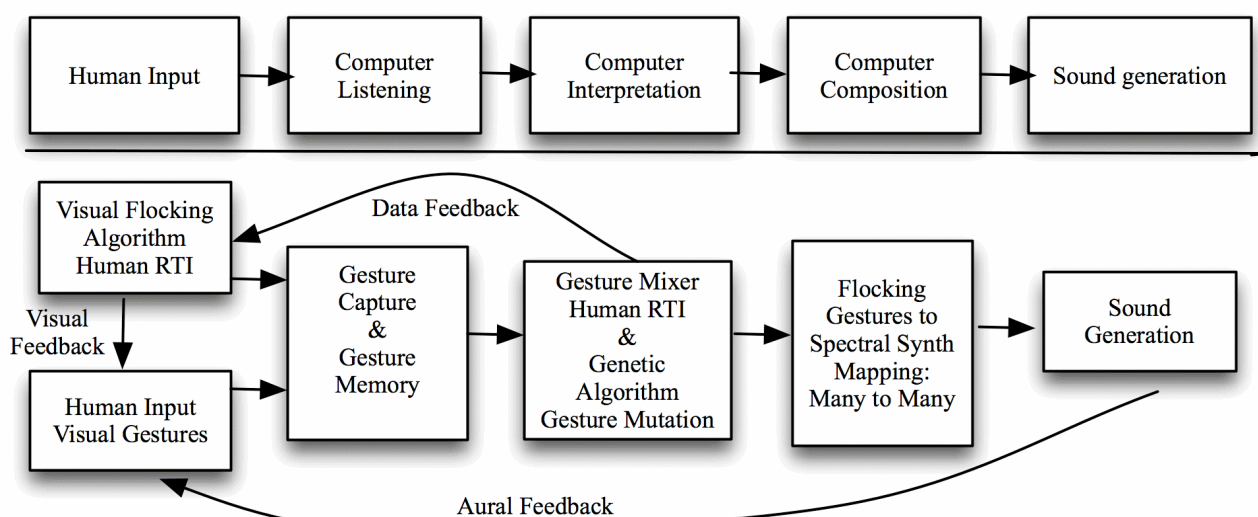 Human Input
Computer
Listening
Computer
Interpretation
Computer
Composition
Sound generation
Visual Flocking
Algorithm
Human RTI
Data Feedback
Visual
Feedback
Human Input
Visual Gestures
Gesture
Capture
&
Gesture
Memory
Gesture Mixer
Human RTI
&
Genetic
Algorithm
Gesture Mutation
Flocking
Gestures to
Spectral Synth
Mapping:
Many to Many
Sound
Generation
Aural Feedback